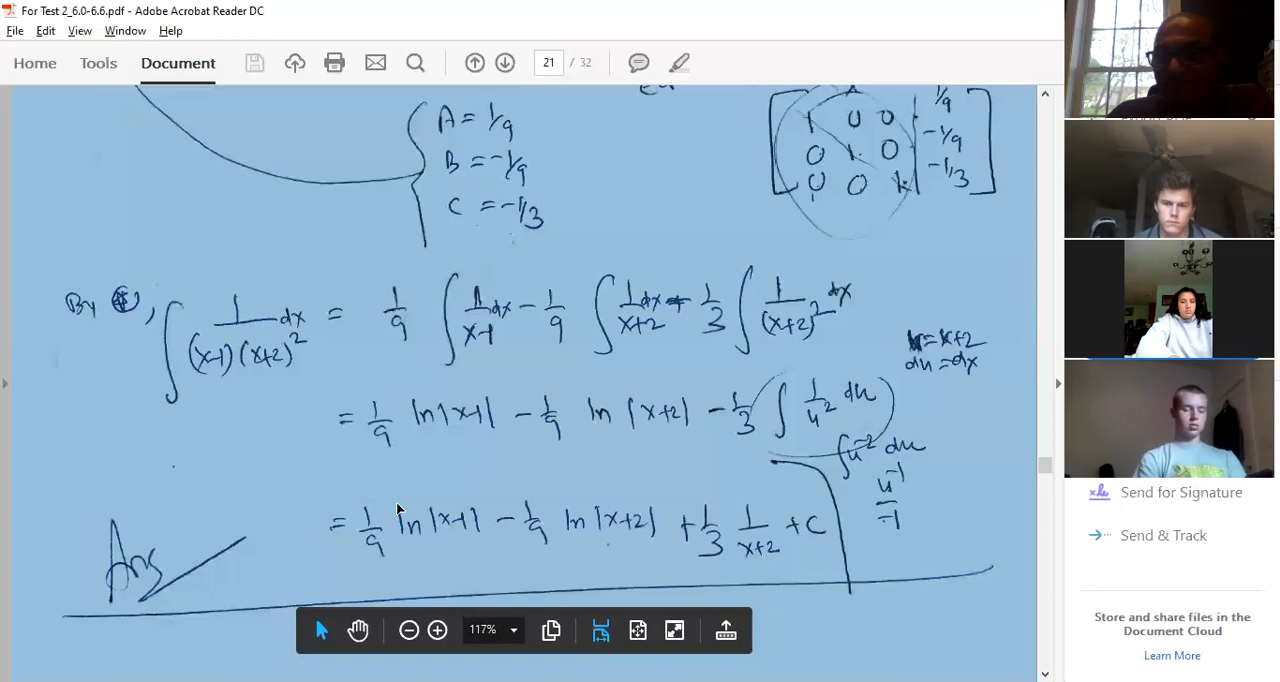 For Test 2_6.0-6.6.pdf - Adobe Acrobat Reader DC
File Edit View Window Help
Home Tools Document 21 / 32
A = 1/9
B = -1/9
C = -1/3
1 0 0 | 1/9
0 1 0 | -1/9
0 0 1 | -1/3
By , ∫ 1/((x-1)(x+2)^2) dx = 1/9 ∫ 1/(x-1) dx - 1/9 ∫ 1/(x+2) dx - 1/3 ∫ 1/(x+2)^2 dx
u = x+2
du = dx
= 1/9 ln|x-1| - 1/9 ln|x+2| - 1/3 ∫ 1/u^2 du
∫ u^-2 du
u^-1/-1
= 1/9 ln|x-1| - 1/9 ln|x+2| + 1/3 1/(x+2) + C
Ans
117%
Send for Signature
Send & Track
Store and share files in the
Document Cloud
Learn More